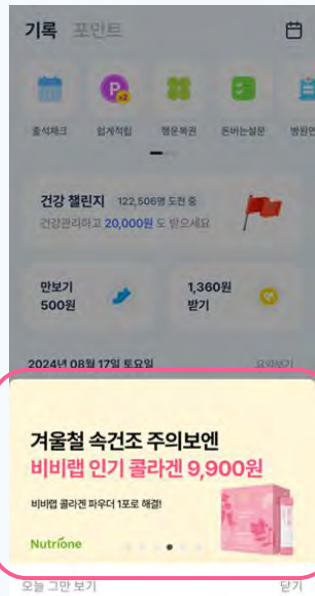 기록 포인트
P
x2
출석체크 쉽게적립 행운복권 돈버는설문 병원언
건강 챌린지 122,506명 도전 중
건강관리하고 20,000원 도 받으세요
만보기
500원
1,360원
받기
2024년 08월 17일 토요일
겨울철 속건조 주의보엔
비비랩 인기 콜라겐 9,900원
비비랩 콜라겐 파우더 1포로 해결!
Nutrione
오늘 그만 보기 닫기